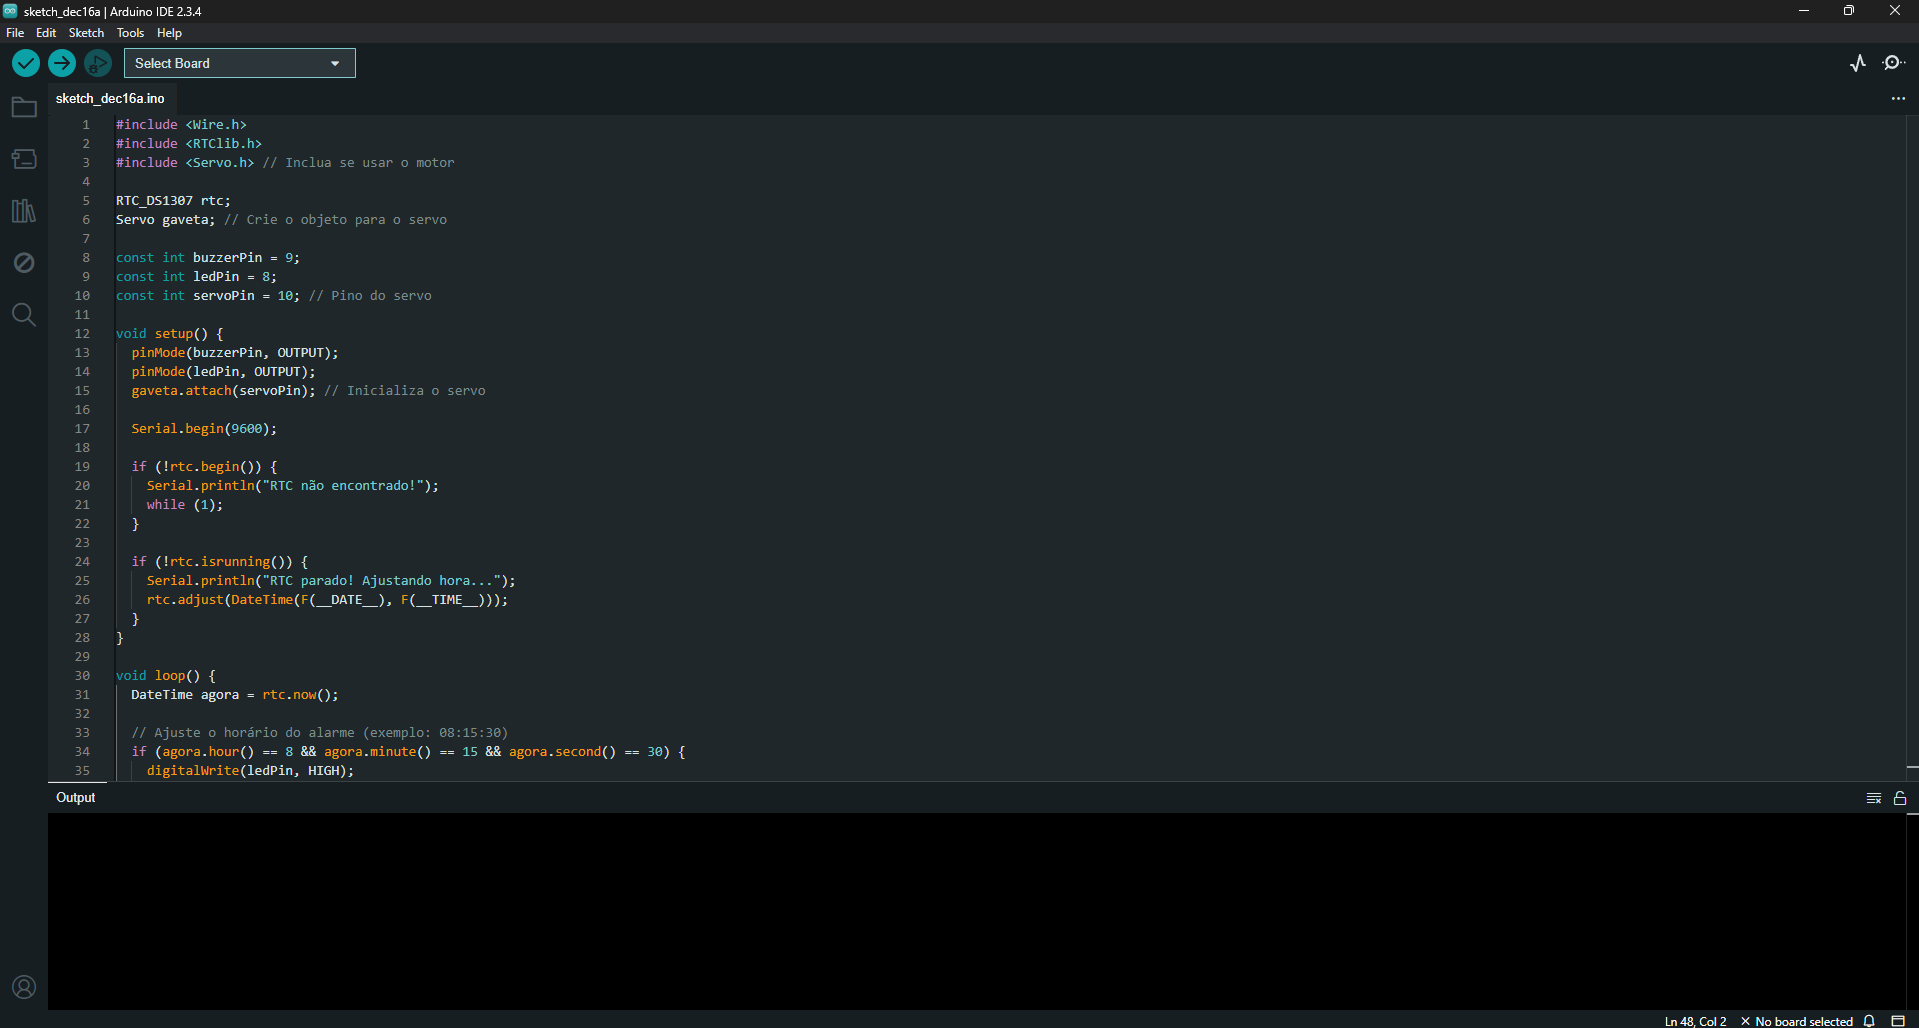 sketch_dec16a | Arduino IDE 2.3.4
File Edit Sketch Tools Help
Select Board
sketch_dec16a.ino
1 #include <Wire.h>
2 #include <RTClib.h>
3 #include <Servo.h> // Inclua se usar o motor
4
5 RTC_DS1307 rtc;
6 Servo gaveta; // Crie o objeto para o servo
7
8 const int buzzerPin = 9;
9 const int ledPin = 8;
10 const int servoPin = 10; // Pino do servo
11
12 void setup() {
13 pinMode(buzzerPin, OUTPUT);
14 pinMode(ledPin, OUTPUT);
15 gaveta.attach(servoPin); // Inicializa o servo
16
17 Serial.begin(9600);
18
19 if (!rtc.begin()) {
20 Serial.println("RTC não encontrado!");
21 while (1);
22 }
23
24 if (!rtc.isrunning()) {
25 Serial.println("RTC parado! Ajustando hora...");
26 rtc.adjust(DateTime(F(__DATE__), F(__TIME__)));
27 }
28 }
29
30 void loop() {
31 DateTime agora = rtc.now();
32
33 // Ajuste o horário do alarme (exemplo: 08:15:30)
34 if (agora.hour() == 8 && agora.minute() == 15 && agora.second() == 30) {
35 digitalWrite(ledPin, HIGH);
Output
Ln 48, Col 2 × No board selected